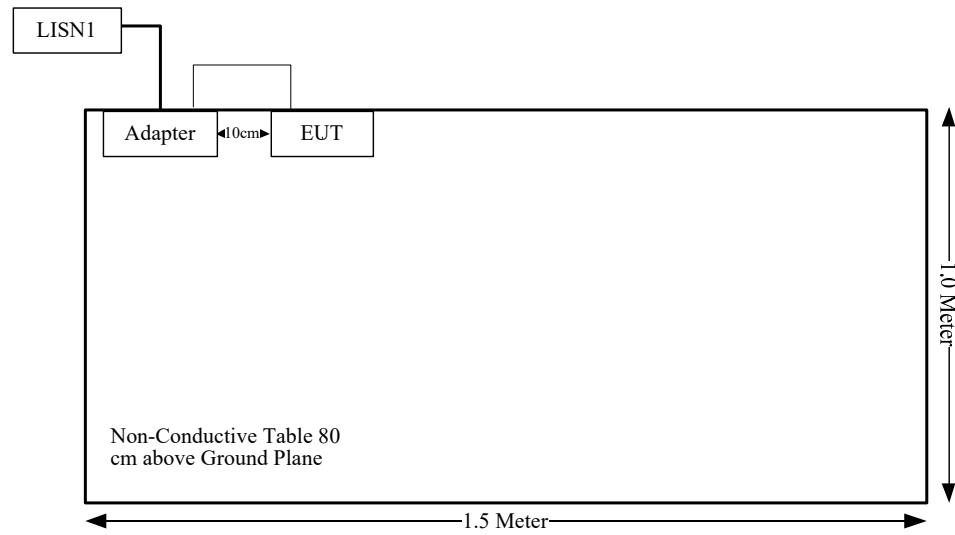 LISN1
Adapter
10cm
EUT
1.0 Meter
Non-Conductive Table 80
cm above Ground Plane
1.5 Meter